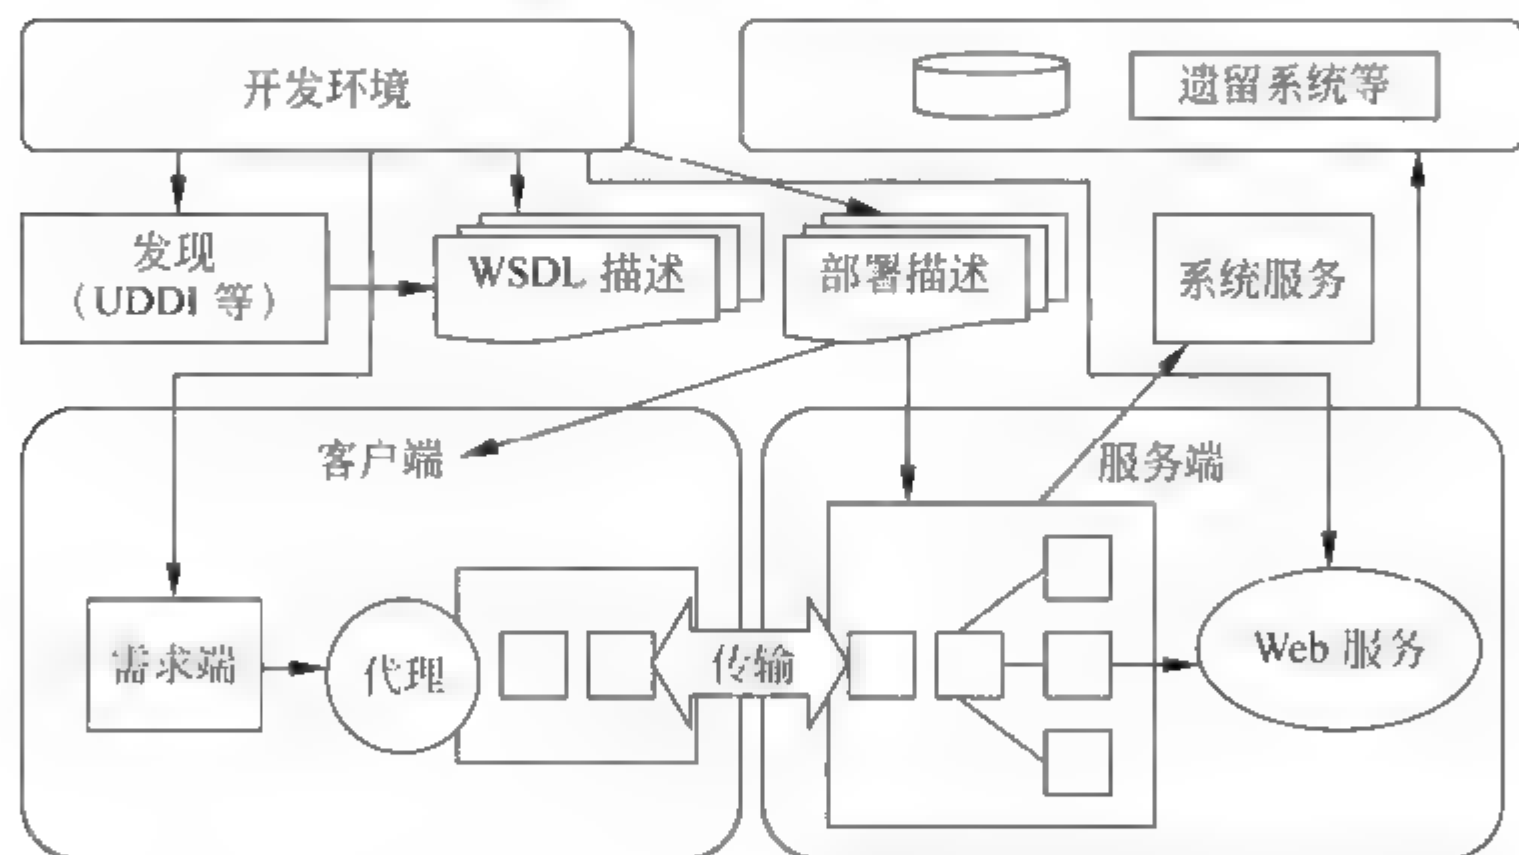 开发环境
遗留系统等
发现
（UDDI 等）
WSDL 描述
部署描述
系统服务
客户端
服务端
需求端
代理
传输
Web 服务